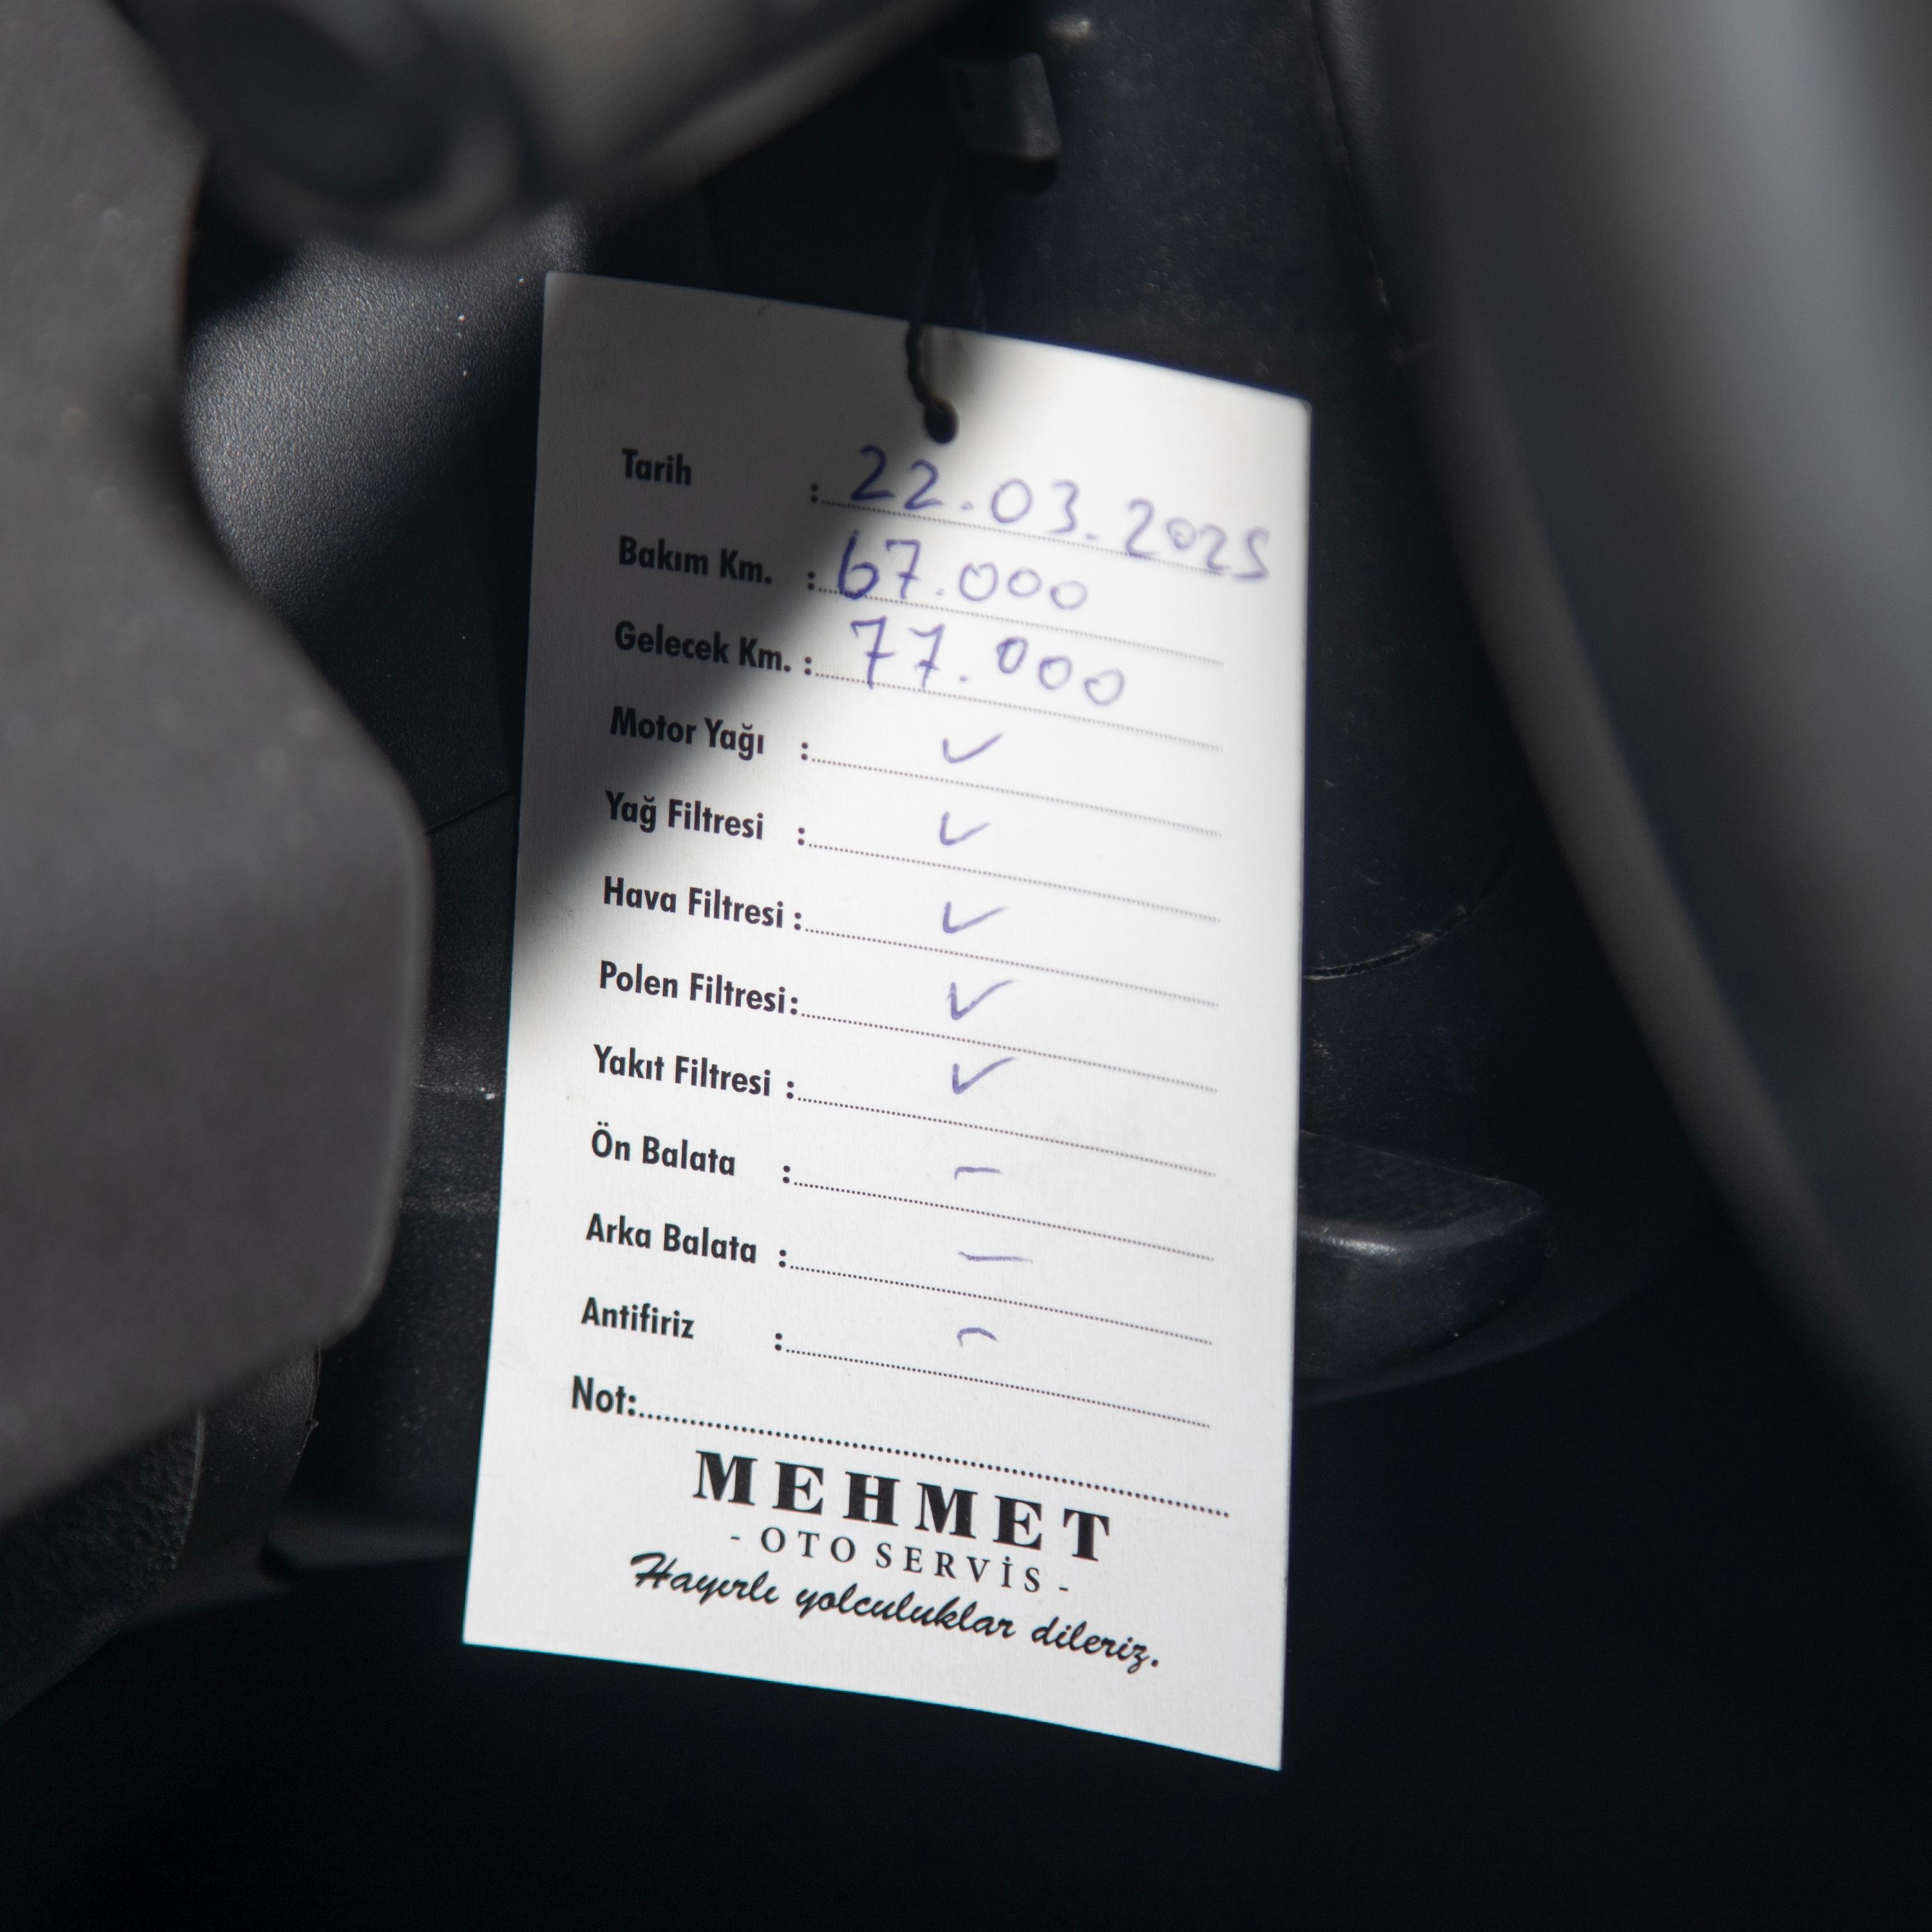 Tarih : 22.03.2025
Bakım Km. : 67.000
Gelecek Km. : 77.000
Motor Yağı : ✓
Yağ Filtresi : ✓
Hava Filtresi : ✓
Polen Filtresi : ✓
Yakıt Filtresi : ✓
Ön Balata : –
Arka Balata : –
Antifiriz : –
Not:
MEHMET
- OTO SERVİS -
Hayırlı yolculuklar dileriz.